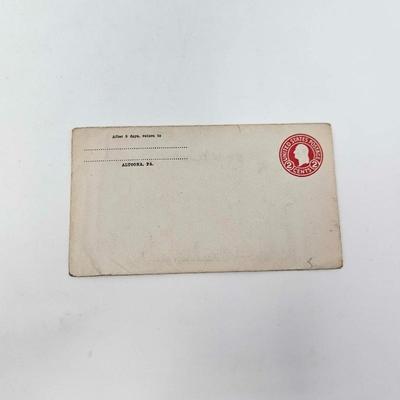 After 5 days, return to
ALTOONA, PA.
UNITED STATES POSTAGE
2 CENTS 2